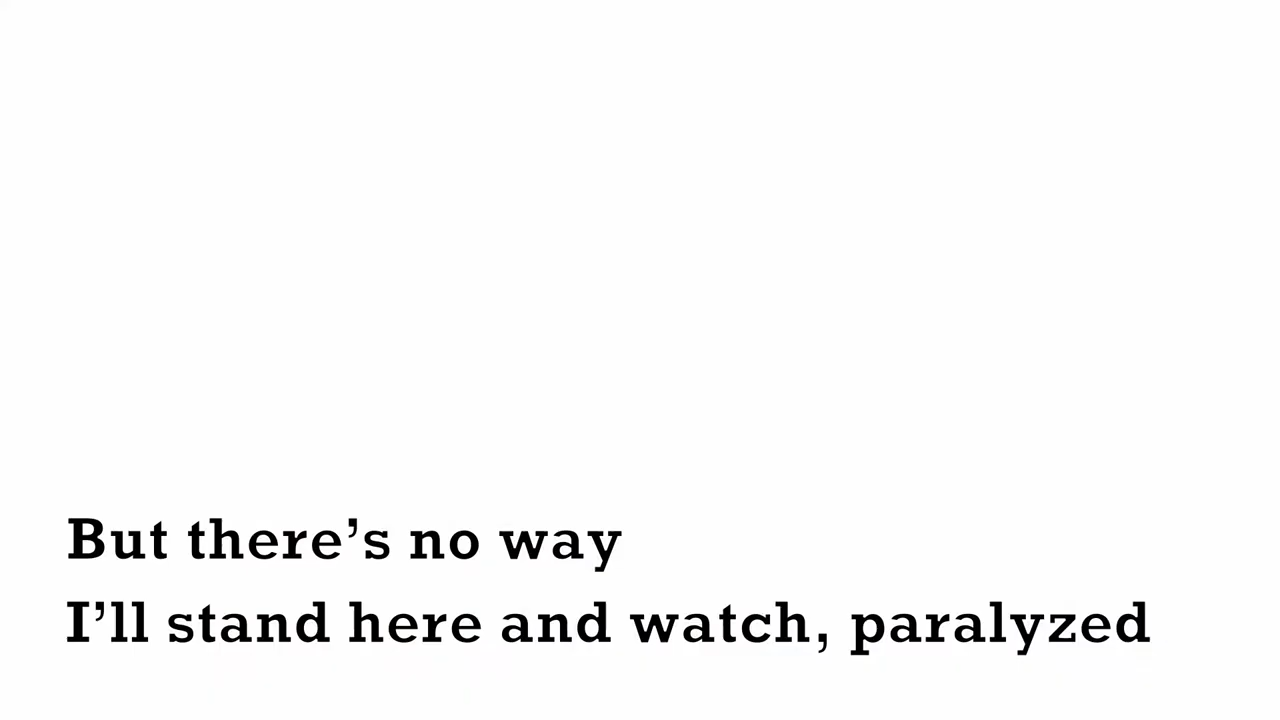 But there’s no way
I’ll stand here and watch, paralyzed